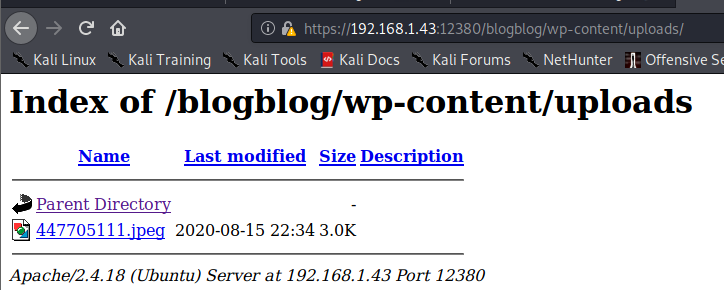 https://192.168.1.43:12380/blogblog/wp-content/uploads/
Kali Linux Kali Training Kali Tools Kali Docs Kali Forums NetHunter Offensive Se
Index of /blogblog/wp-content/uploads
Name Last modified Size Description
Parent Directory -
447705111.jpeg 2020-08-15 22:34 3.0K
Apache/2.4.18 (Ubuntu) Server at 192.168.1.43 Port 12380